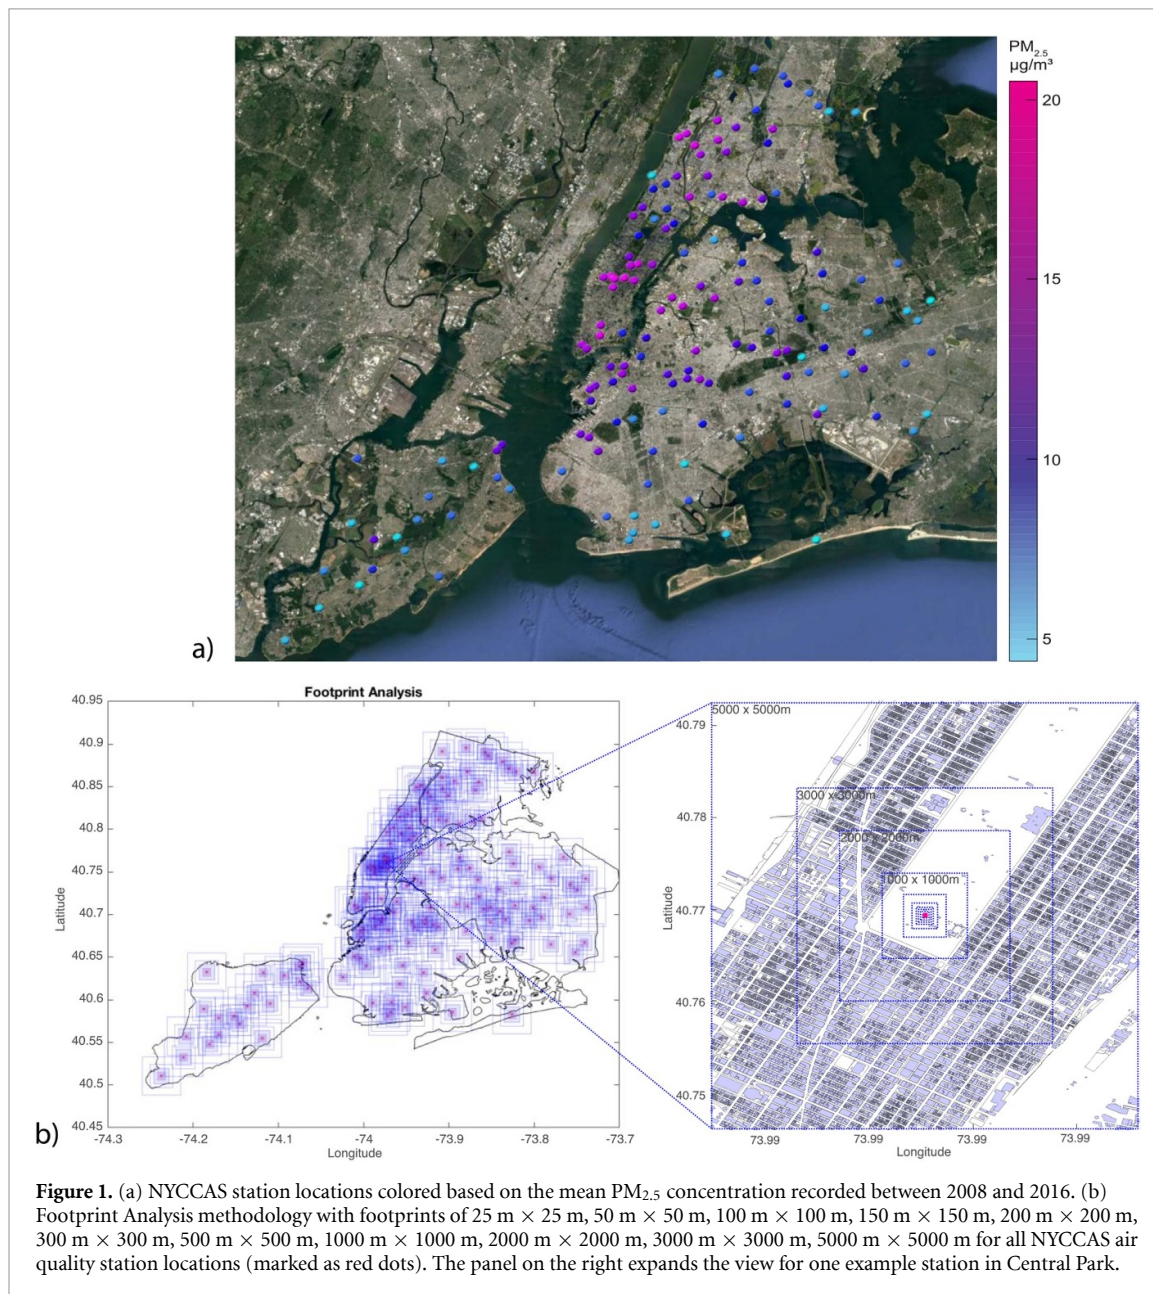 PM2.5
µg/m³
20
15
10
5
a)
Footprint Analysis
40.95
40.9
40.85
40.8
40.75
40.7
40.65
40.6
40.55
40.5
40.45
-74.3 -74.2 -74.1 -74 -73.9 -73.8 -73.7
Latitude
Longitude
b)
5000 x 5000m
3000 x 3000m
2000 x 2000m
1000 x 1000m
40.79
40.78
40.77
40.76
40.75
73.99 73.99 73.99 73.99
Latitude
Longitude
Figure 1. (a) NYCCAS station locations colored based on the mean PM2.5 concentration recorded between 2008 and 2016. (b)
Footprint Analysis methodology with footprints of 25 m × 25 m, 50 m × 50 m, 100 m × 100 m, 150 m × 150 m, 200 m × 200 m,
300 m × 300 m, 500 m × 500 m, 1000 m × 1000 m, 2000 m × 2000 m, 3000 m × 3000 m, 5000 m × 5000 m for all NYCCAS air
quality station locations (marked as red dots). The panel on the right expands the view for one example station in Central Park.